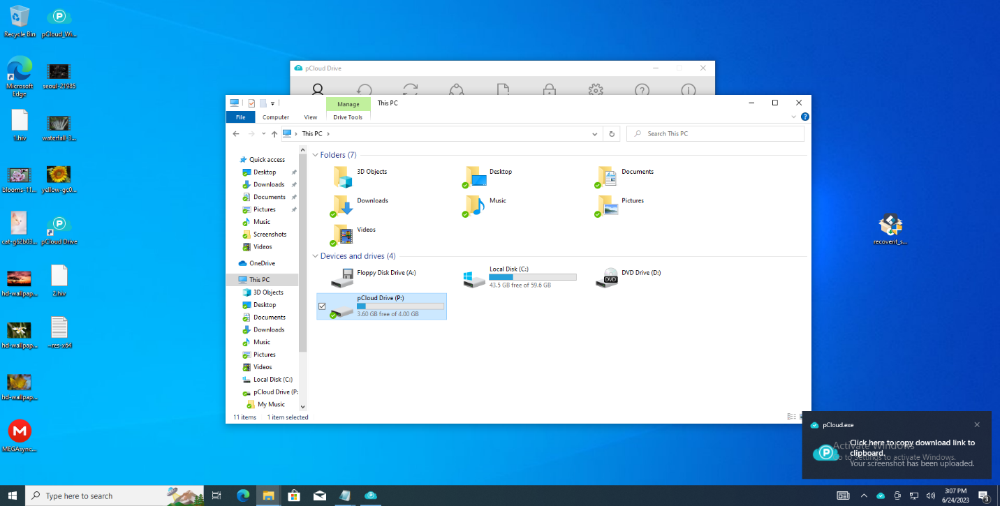 Recycle Bin
pCloud_Wi...
Microsoft Edge
seoul-21985
1.hiv
waterfall-3...
blooms-11...
yellow-gc0...
cat-g62b03...
pCloud Drive
hd-wallpap...
2.hiv
hd-wallpap...
~res-x64
hd-wallpap...
MEGAsync...
recoverit_s...
pCloud Drive
Manage
This PC
File
Computer
View
Drive Tools
This PC
Search This PC
Quick access
Desktop
Downloads
Documents
Pictures
Music
Screenshots
Videos
OneDrive
This PC
3D Objects
Desktop
Documents
Downloads
Music
Pictures
Videos
Local Disk (C:)
pCloud Drive (P:
My Music
Folders (7)
3D Objects
Desktop
Documents
Downloads
Music
Pictures
Videos
Devices and drives (4)
Floppy Disk Drive (A:)
Local Disk (C:)
43.5 GB free of 59.6 GB
DVD
DVD Drive (D:)
pCloud Drive (P:)
3.60 GB free of 4.00 GB
11 items
1 item selected
pCloud.exe
Click here to copy download link to
clipboard.
Your screenshot has been uploaded.
Activate Windows
Go to Settings to activate Windows.
Type here to search
3:07 PM
6/24/2023
3